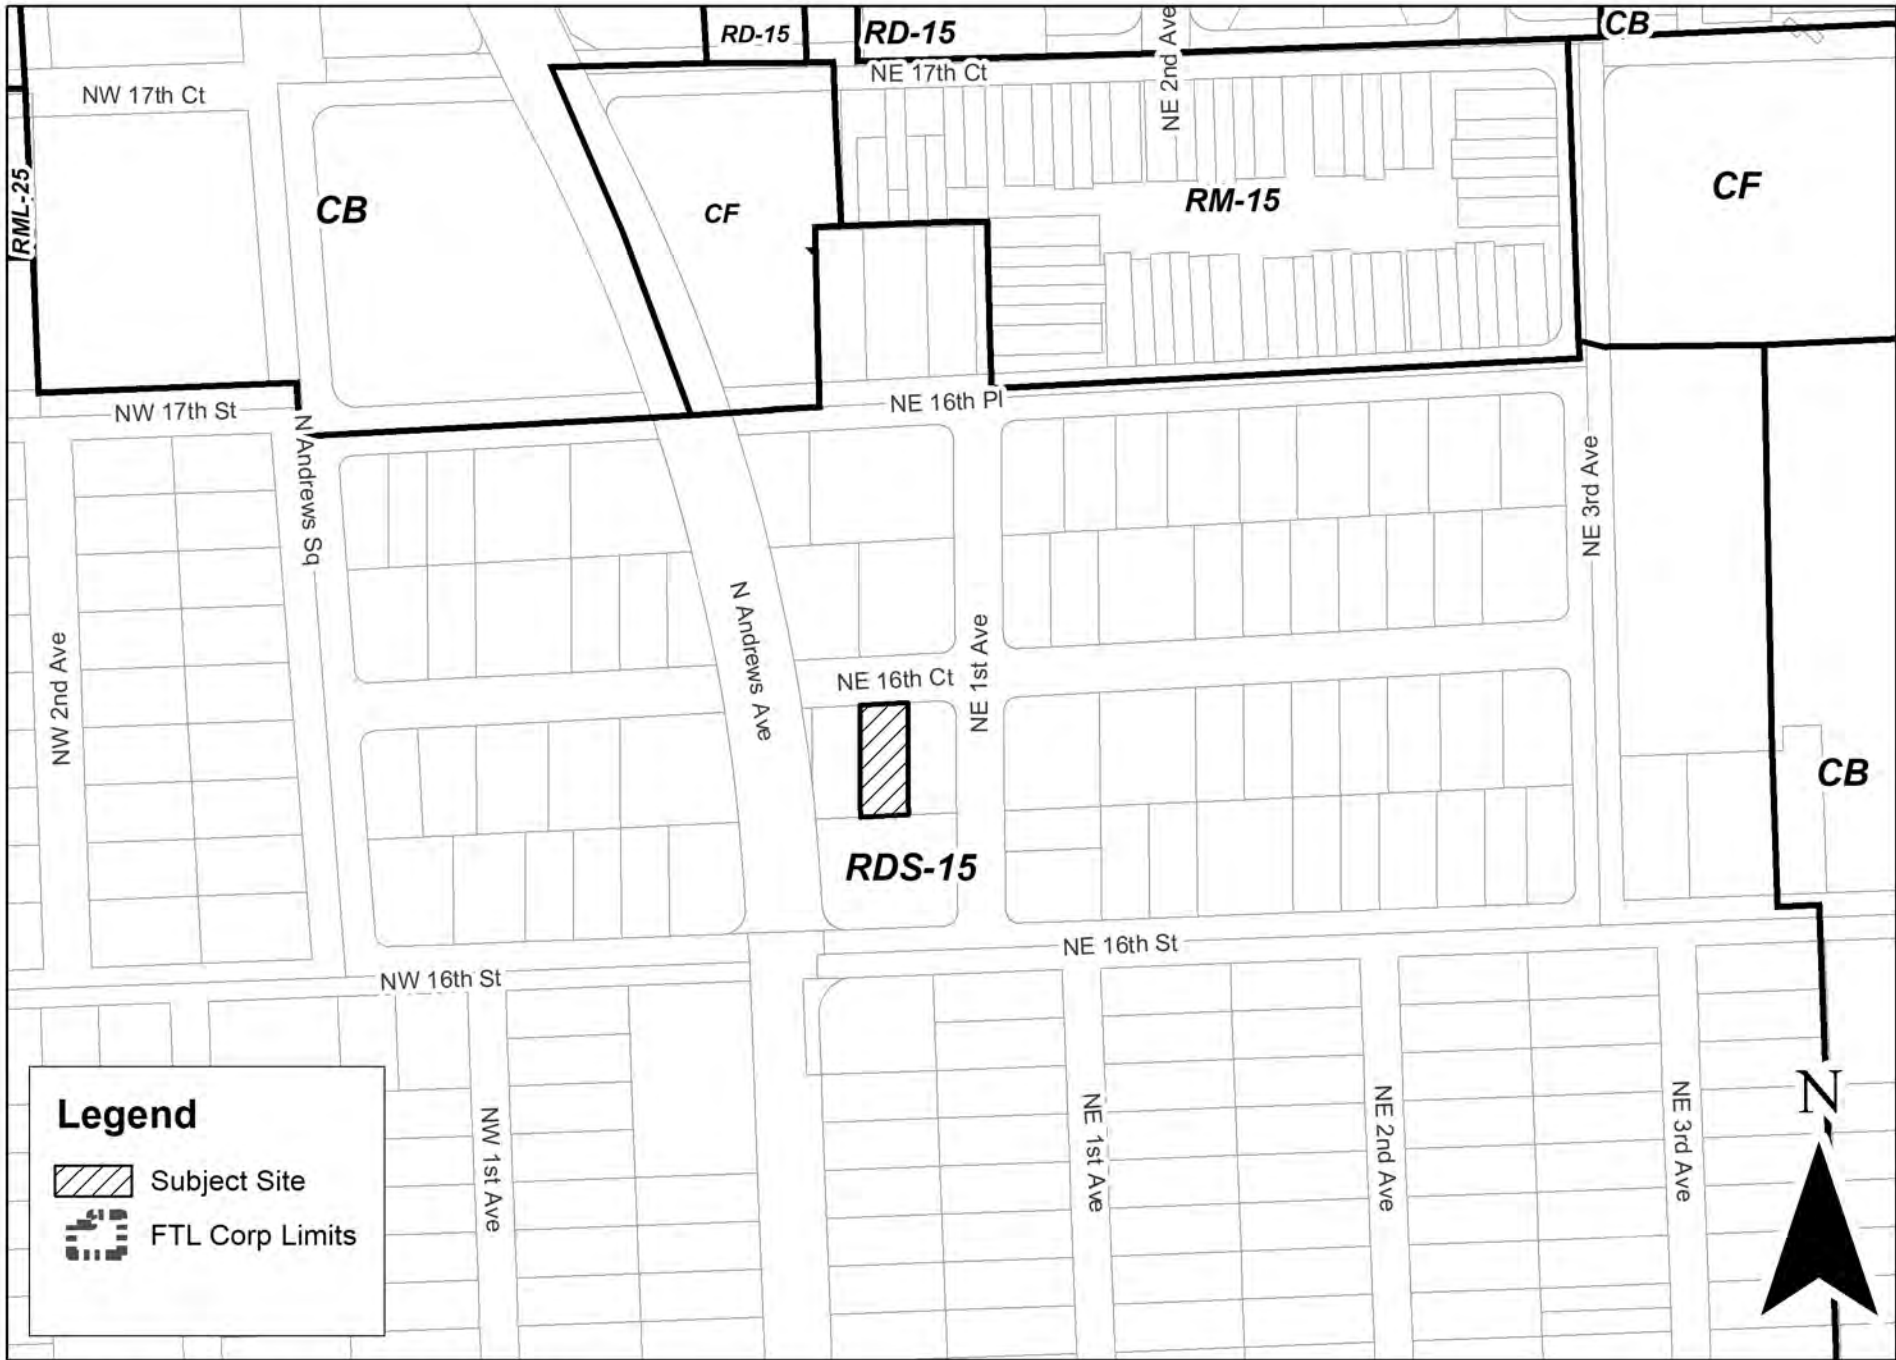 RD-15
RD-15
CB
NE 2nd Ave
NE 17th Ct
NW 17th Ct
RML-25
CB
CF
RM-15
CF
NW 17th St
NE 16th Pl
N Andrews Sq
NE 3rd Ave
N Andrews Ave
NW 2nd Ave
NE 16th Ct
NE 1st Ave
CB
RDS-15
NE 16th St
NW 16th St
N
Legend
Subject Site
FTL Corp Limits
NW 1st Ave
NE 1st Ave
NE 2nd Ave
NE 3rd Ave